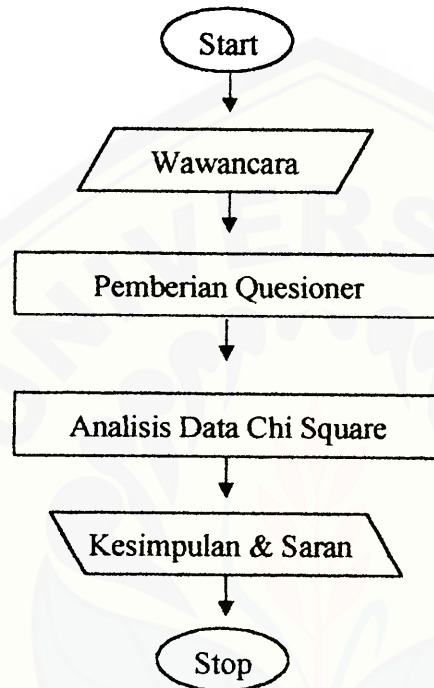 Start
Wawancara
Pemberian Quesioner
Analisis Data Chi Square
Kesimpulan & Saran
Stop